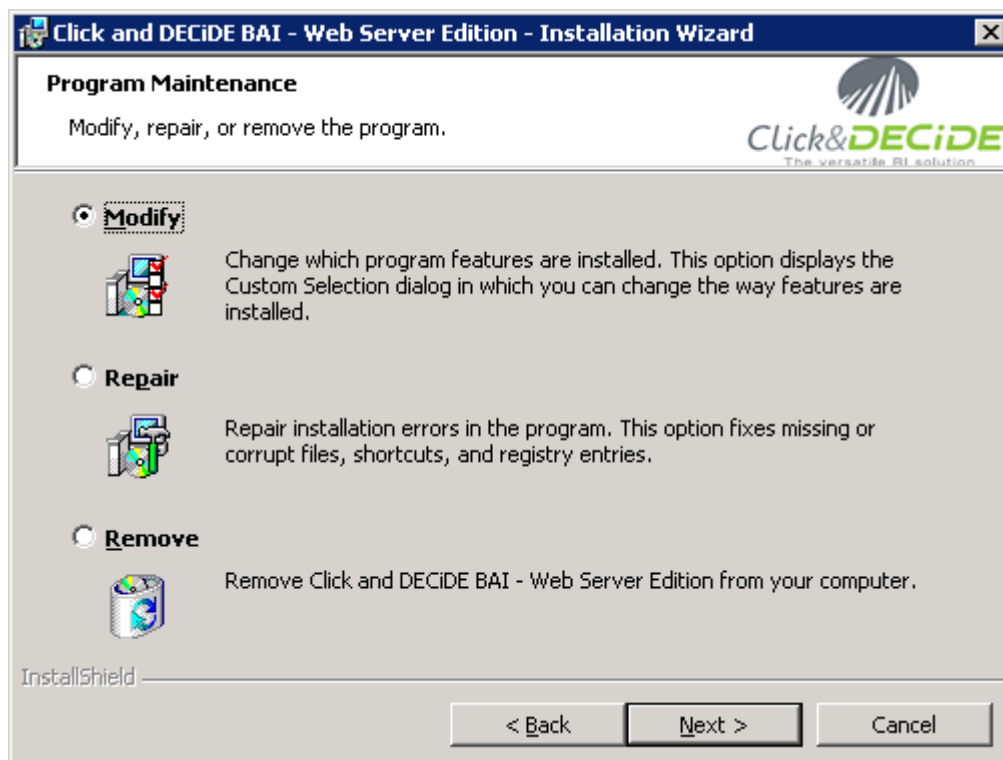 Click and DECiDE BAI - Web Server Edition - Installation Wizard
Program Maintenance
Modify, repair, or remove the program.
Click&DECiDE
The versatile BI solution
Modify
Change which program features are installed. This option displays the
Custom Selection dialog in which you can change the way features are
installed.
Repair
Repair installation errors in the program. This option fixes missing or
corrupt files, shortcuts, and registry entries.
Remove
Remove Click and DECiDE BAI - Web Server Edition from your computer.
InstallShield
< Back
Next >
Cancel